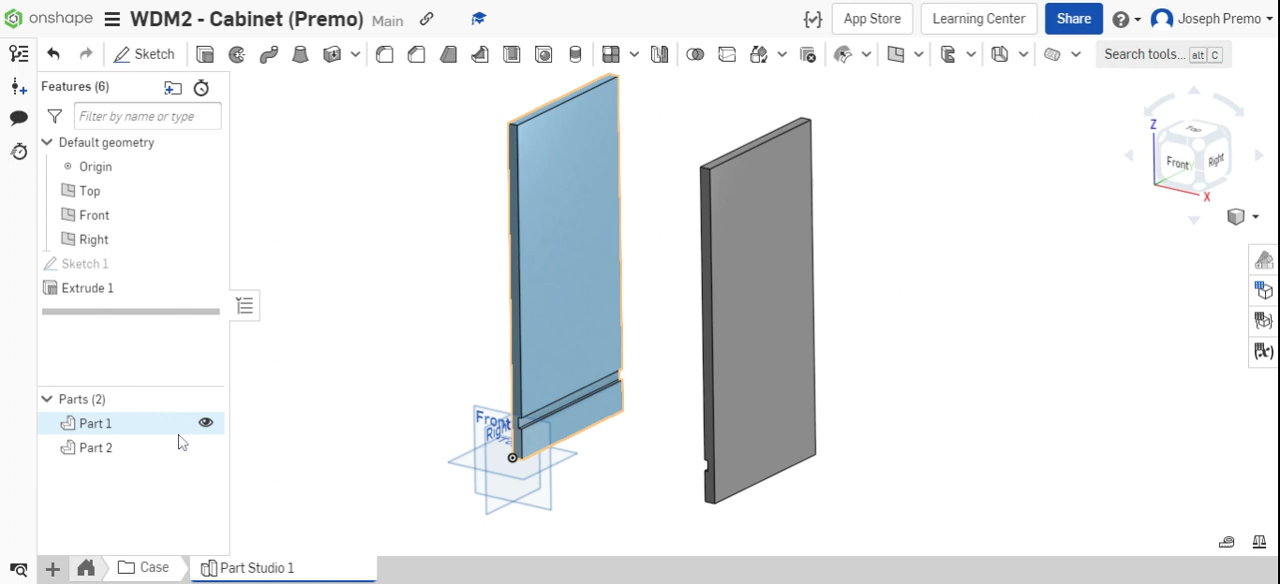 onshape WDM2 - Cabinet (Premo) Main App Store Learning Center Share Joseph Premo
Sketch Search tools... alt C
Features (6)
Filter by name or type
Default geometry
Origin
Top
Front
Right
Sketch 1
Extrude 1
Parts (2)
Part 1
Part 2
Front
Right
Z
Top
Front
Right
X
Case Part Studio 1